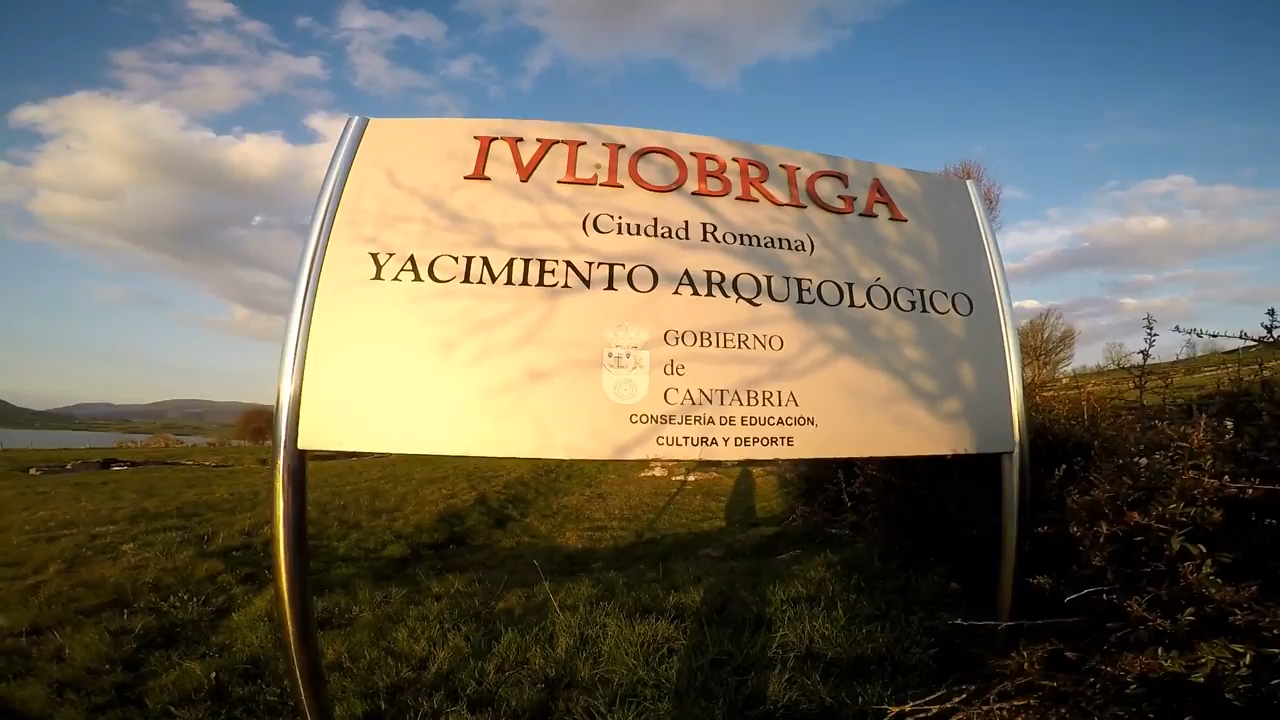 IVLIOBRIGA
(Ciudad Romana)
YACIMIENTO ARQUEOLÓGICO
GOBIERNO
de
CANTABRIA
CONSEJERÍA DE EDUCACIÓN,
CULTURA Y DEPORTE